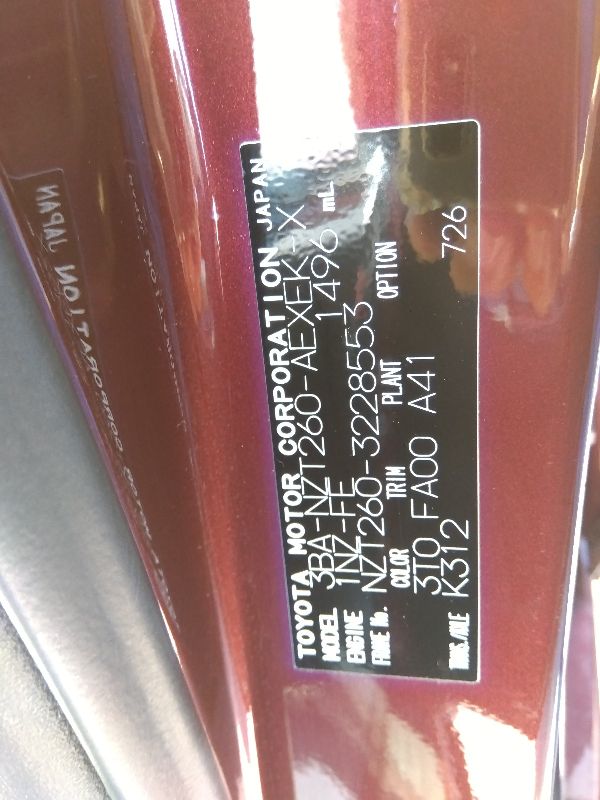 TOYOTA MOTOR CORPORATION JAPAN
MODEL 3BA-NZT260-AEXEK-X
ENGINE 1NZ-FE 1496 mL
FRAME No. NZT260-3228553
COLOR TRIM PLANT OPTION
3T0 FA00 A41 726
TRANS./AXLE K312